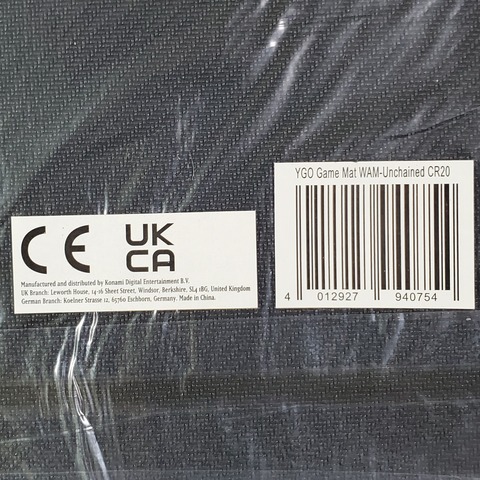 YGO Game Mat WAM-Unchained CR20
4 012927 940754
CE UK
CA
Manufactured and distributed by Konami Digital Entertainment B.V.
UK Branch: Leworth House, 14-16 Sheet Street, Windsor, Berkshire, SL4 1BG, United Kingdom
German Branch: Koelner Strasse 12, 65760 Eschborn, Germany. Made in China.